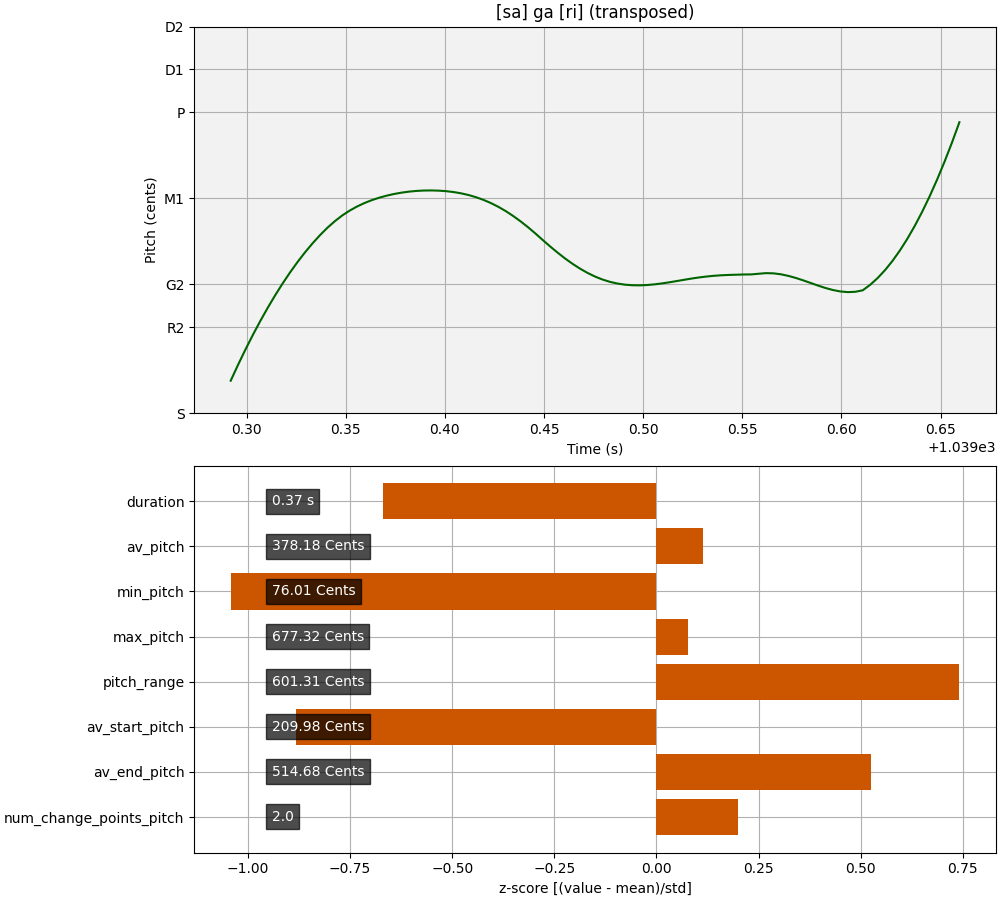 [sa] ga [ri] (transposed)
D2
D1
P
M1
G2
R2
S
Pitch (cents)
0.30 0.35 0.40 0.45 0.50 0.55 0.60 0.65
Time (s)
+1.039e3
duration 0.37 s
av_pitch 378.18 Cents
min_pitch 76.01 Cents
max_pitch 677.32 Cents
pitch_range 601.31 Cents
av_start_pitch 209.98 Cents
av_end_pitch 514.68 Cents
num_change_points_pitch 2.0
−1.00 −0.75 −0.50 −0.25 0.00 0.25 0.50 0.75
z-score [(value - mean)/std]